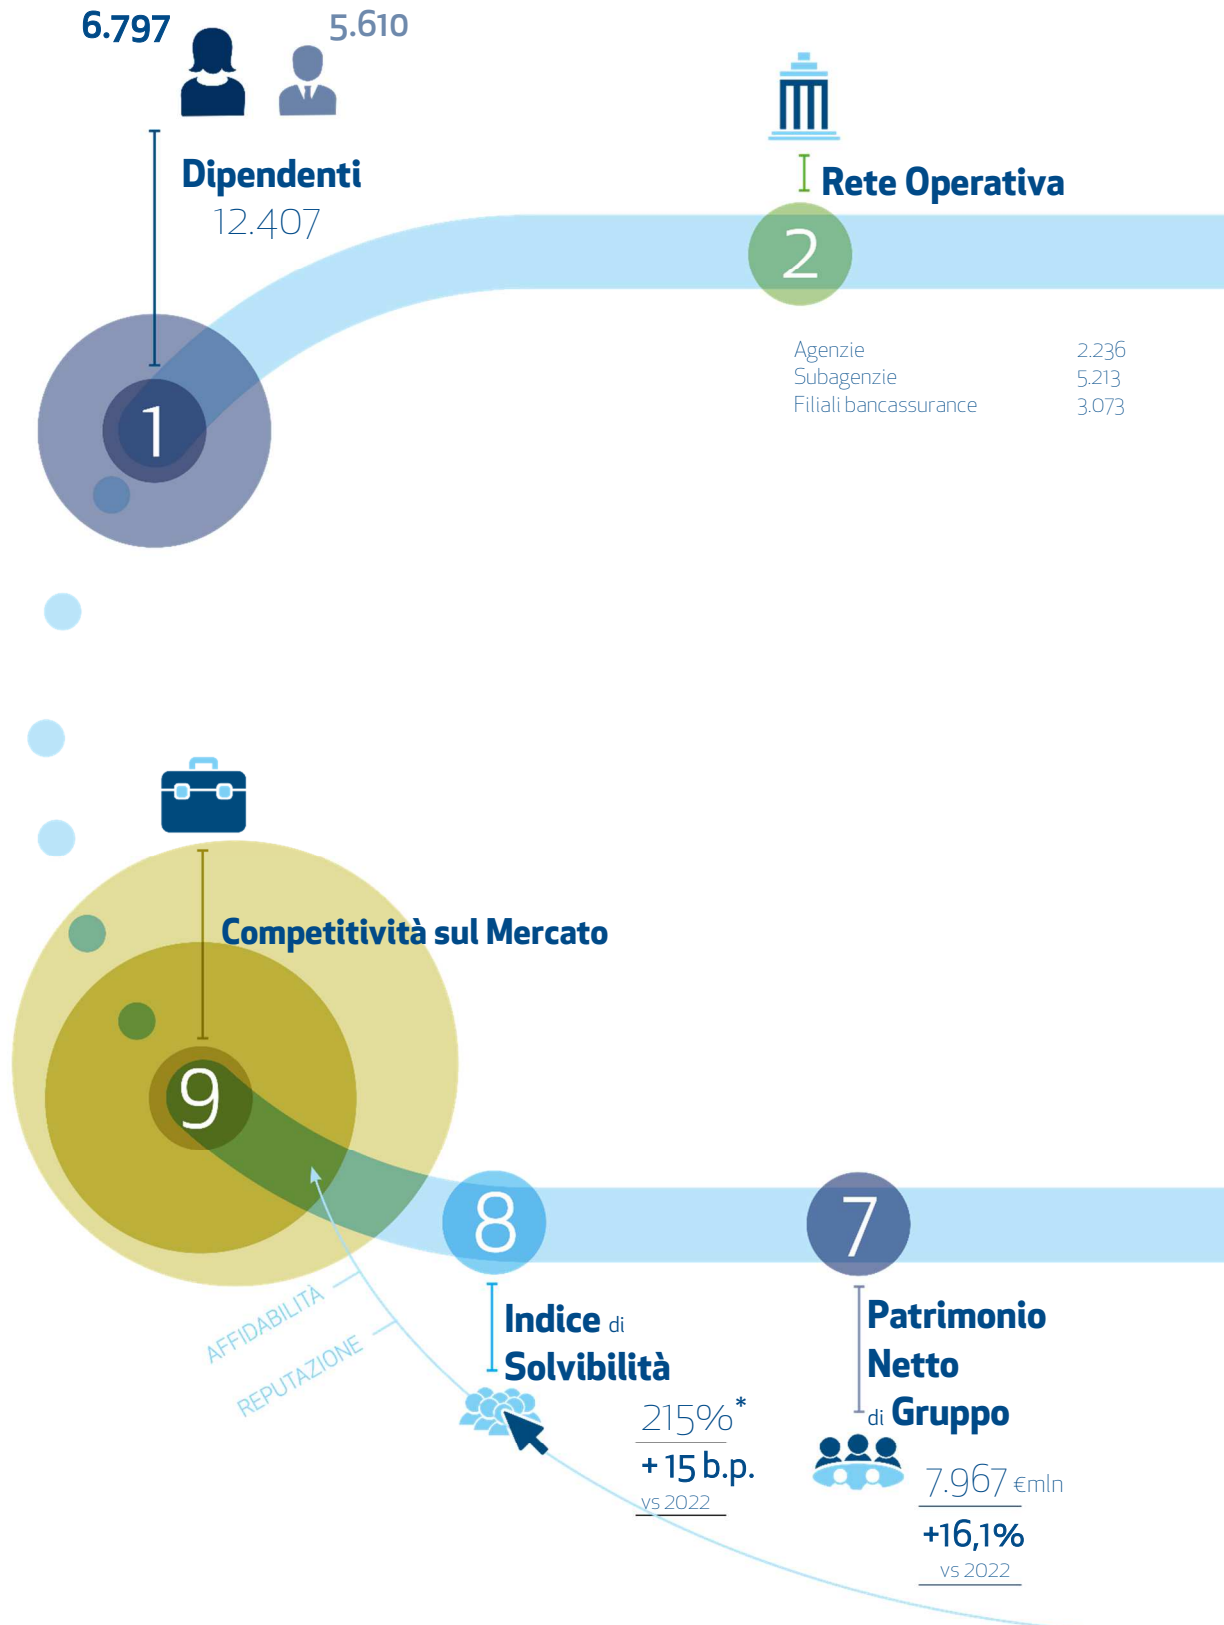 6.797
5.610
Dipendenti
12.407
1
Rete Operativa
2
Agenzie 2.236
Subagenzie 5.213
Filiali bancassurance 3.073
Competitività sul Mercato
9
8
7
AFFIDABILITÀ
REPUTAZIONE
Indice di
Solvibilità
215%*
+ 15 b.p.
vs 2022
Patrimonio
Netto
di Gruppo
7.967 €mln
+16,1%
vs 2022